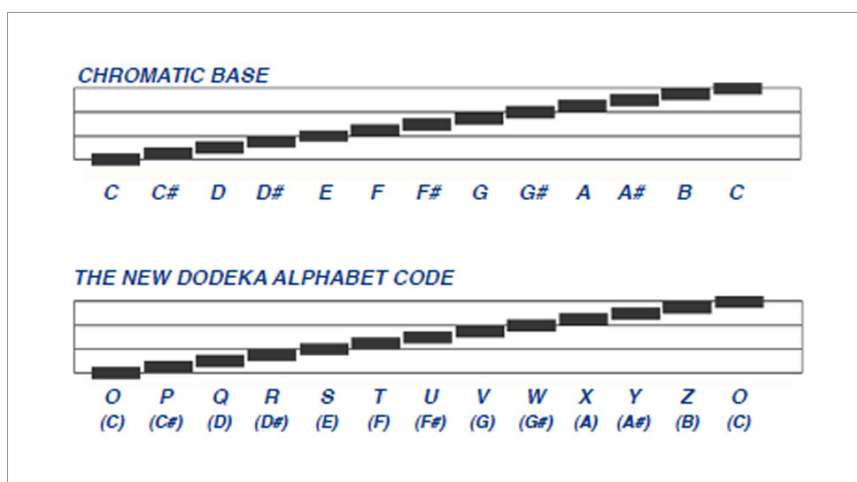 CHROMATIC BASE
C C# D D# E F F# G G# A A# B C
THE NEW DODEKA ALPHABET CODE
O P Q R S T U V W X Y Z O
(C) (C#) (D) (D#) (E) (F) (F#) (G) (G#) (A) (A#) (B) (C)